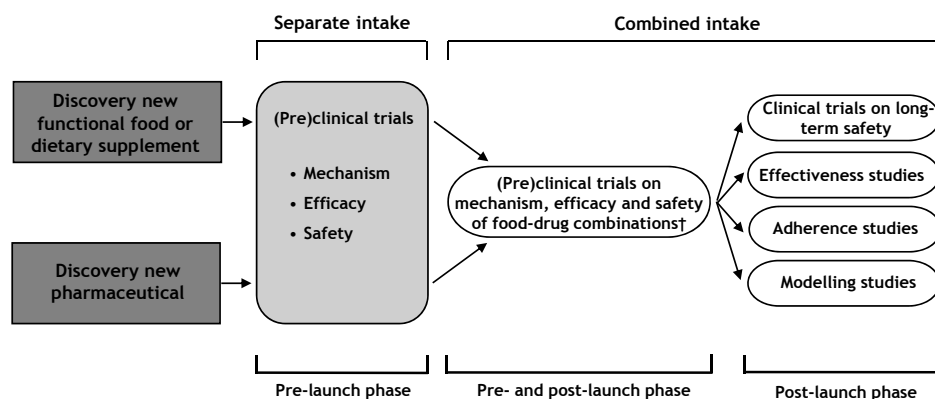 Separate intake
Combined intake
Discovery new
functional food or
dietary supplement
Discovery new
pharmaceutical
(Pre)clinical trials
• Mechanism
• Efficacy
• Safety
(Pre)clinical trials on
mechanism, efficacy and safety
of food-drug combinations†
Clinical trials on long-
term safety
Effectiveness studies
Adherence studies
Modelling studies
Pre-launch phase
Pre- and post-launch phase
Post-launch phase